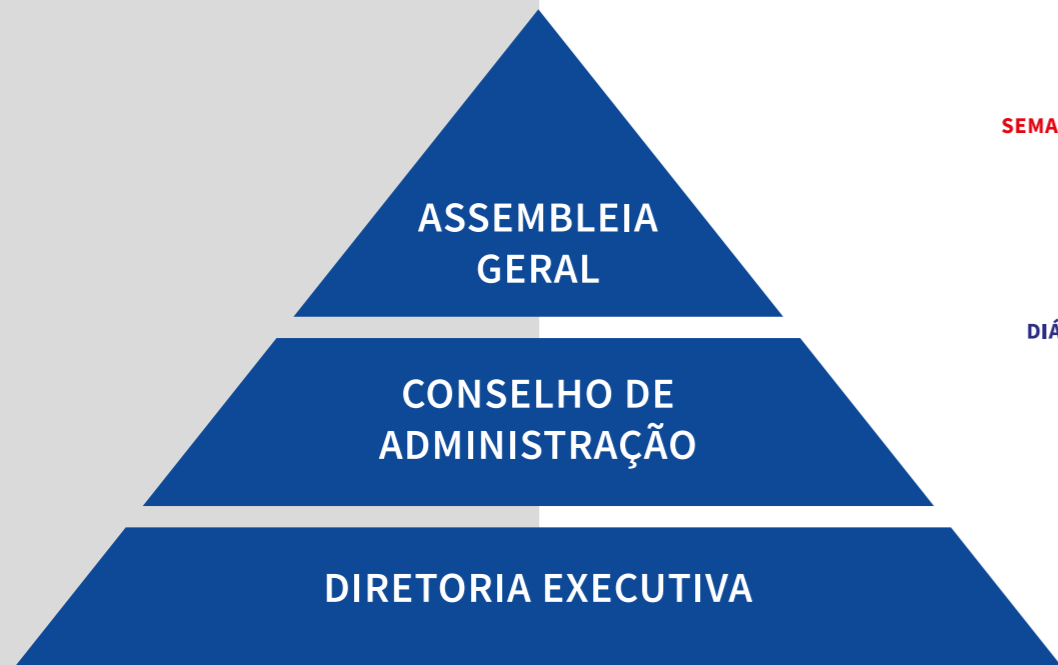 SEMA
ASSEMBLEIA
GERAL
DIÁ
CONSELHO DE
ADMINISTRAÇÃO
DIRETORIA EXECUTIVA